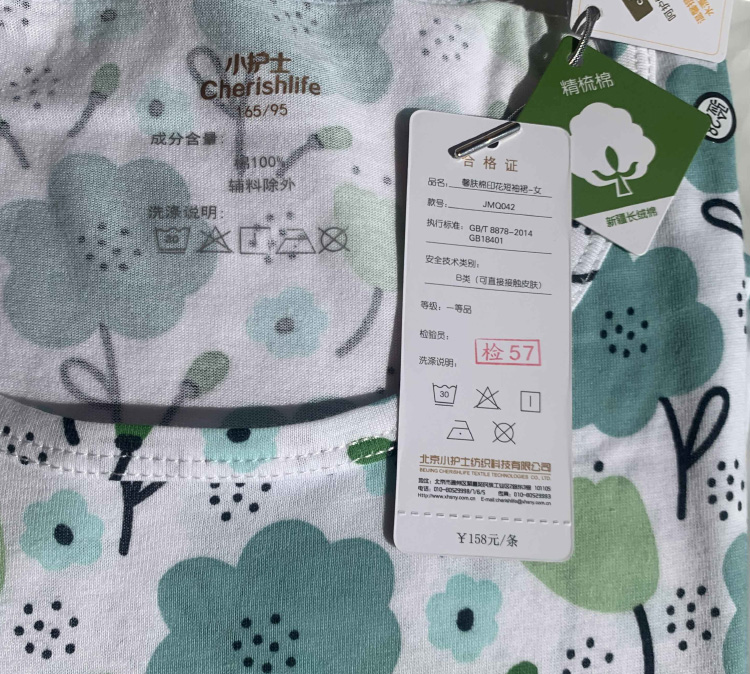 小护士
Cherishlife
165/95
成分含量:
棉100%
辅料除外
洗涤说明:
30
精梳棉
新疆长绒棉
合格证
品名: 馨肤棉印花短袖裙-女
款号: JMQ042
执行标准: GB/T 8878-2014
GB18401
安全技术类别:
B类（可直接接触皮肤）
等级: 一等品
检验员:
检 57
洗涤说明:
30
北京小护士纺织科技有限公司
BEIJING CHERISHLIFE TEXTILE TECHNOLOGIES CO., LTD
￥158元/条